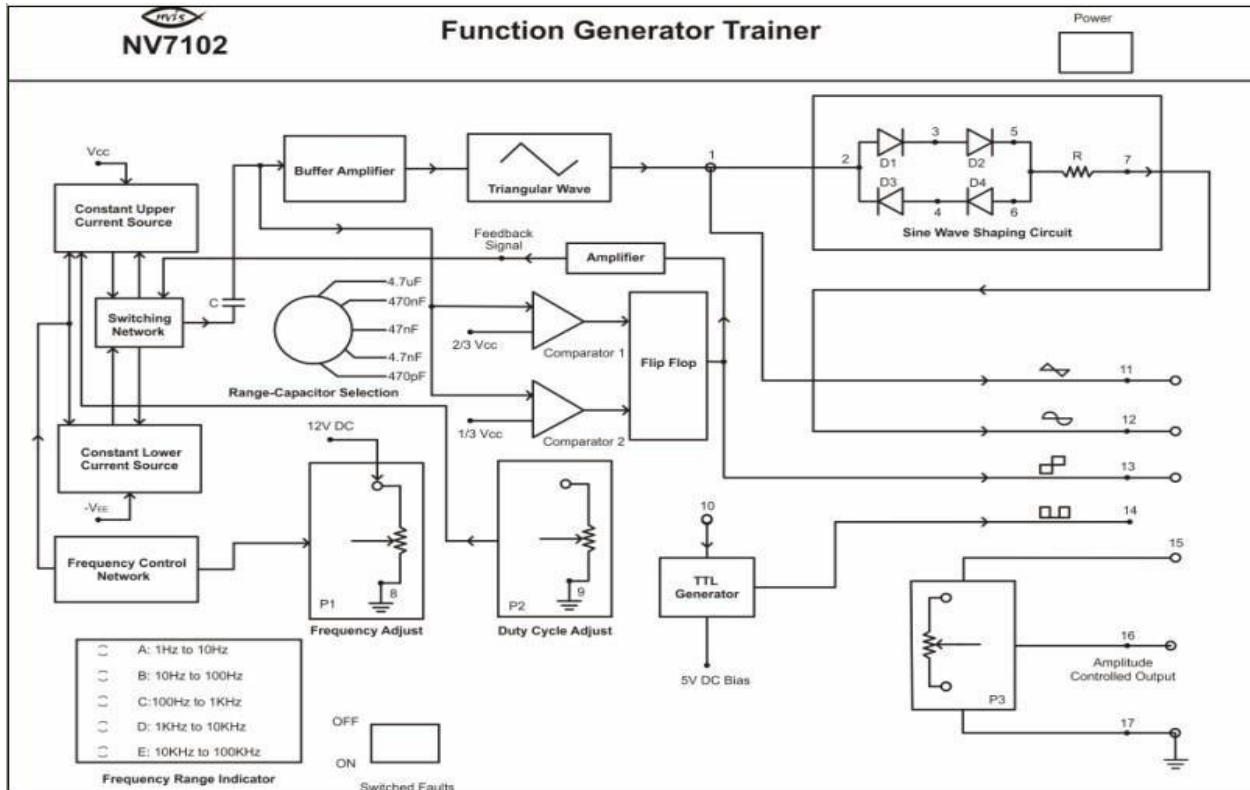 nvis
NV7102
Function Generator Trainer
Power
Vcc
Constant Upper
Current Source
Buffer Amplifier
Triangular Wave
1
2
3
5
D1
D2
D3
D4
4
6
R
7
Sine Wave Shaping Circuit
Feedback
Signal
Amplifier
Switching
Network
C
4.7uF
470nF
47nF
4.7nF
470pF
Range-Capacitor Selection
2/3 Vcc
Comparator 1
1/3 Vcc
Comparator 2
Flip Flop
11
12
13
14
Constant Lower
Current Source
-VEE
Frequency Control
Network
12V DC
P1
8
Frequency Adjust
P2
9
Duty Cycle Adjust
10
TTL
Generator
5V DC Bias
15
16
Amplitude
Controlled Output
P3
17
A: 1Hz to 10Hz
B: 10Hz to 100Hz
C:100Hz to 1KHz
D: 1KHz to 10KHz
E: 10KHz to 100KHz
Frequency Range Indicator
OFF
ON
Switched Faults